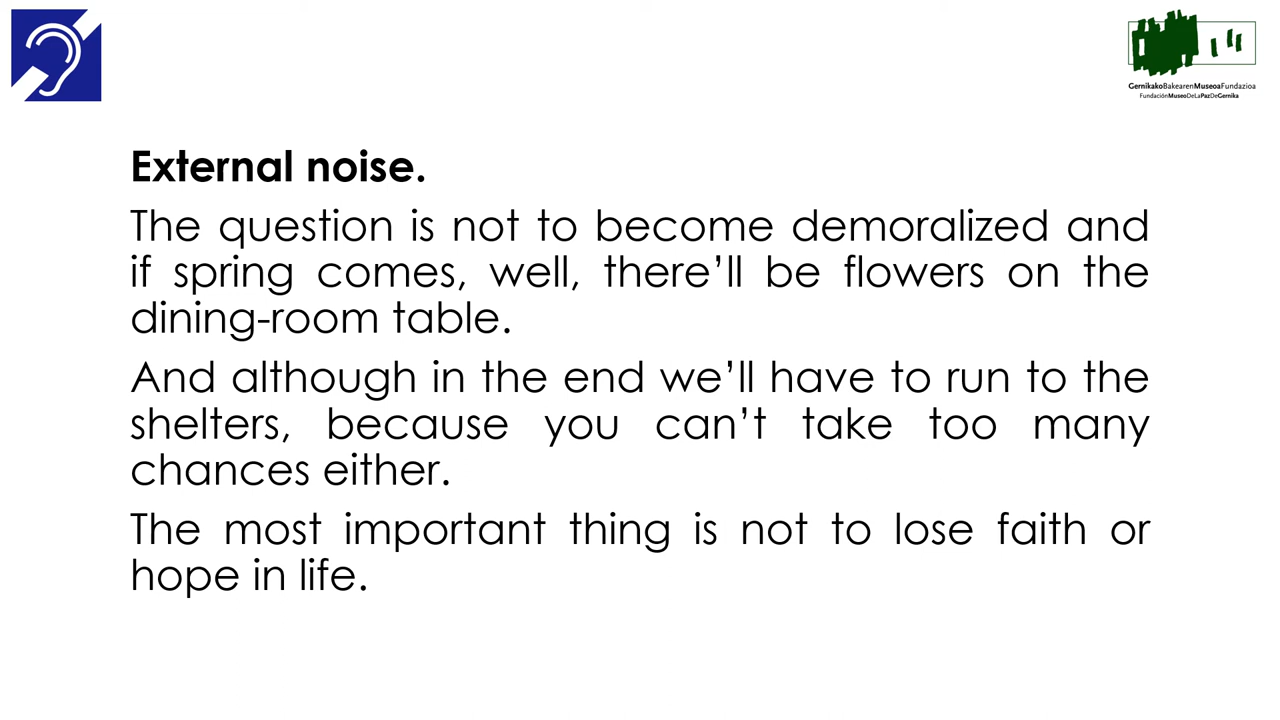 GernikakoBakearenMuseoaFundazioa
FundaciónMuseoDeLaPazDeGernika
External noise.
The question is not to become demoralized and
if spring comes, well, there’ll be flowers on the
dining-room table.
And although in the end we’ll have to run to the
shelters, because you can’t take too many
chances either.
The most important thing is not to lose faith or
hope in life.